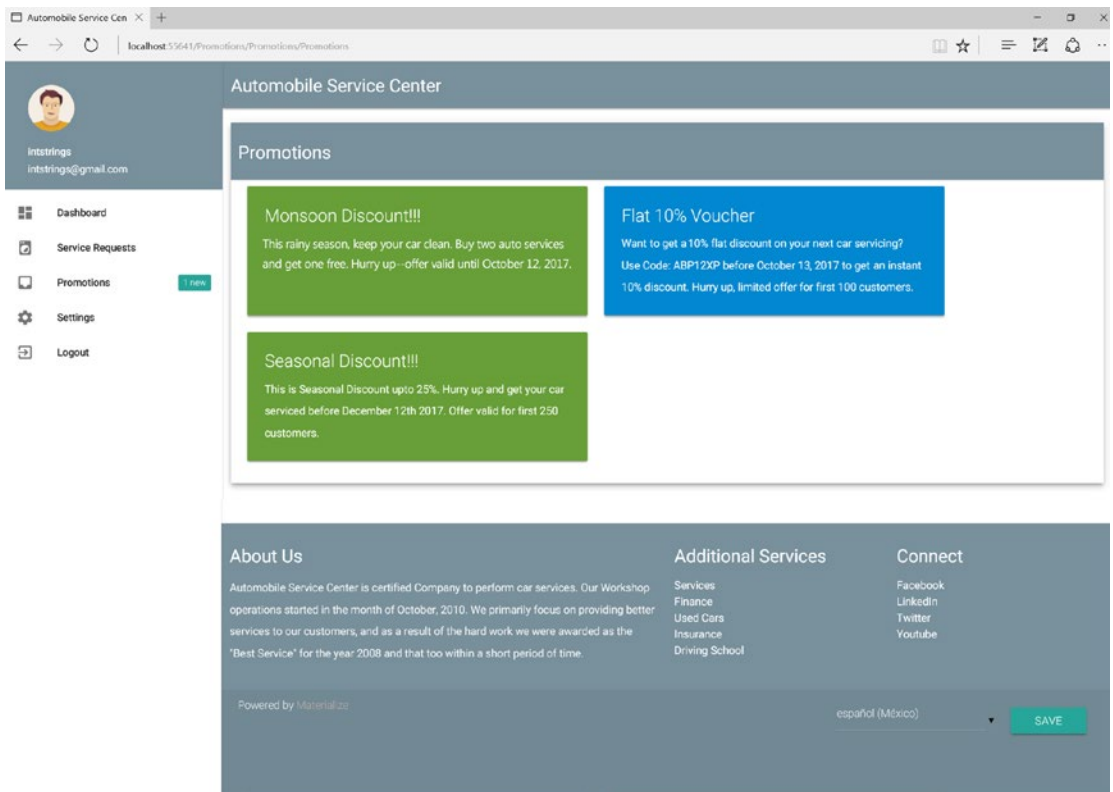 Automobile Service Cen
localhost:55641/Promotions/Promotions/Promotions
intstrings
intstrings@gmail.com
Dashboard
Service Requests
Promotions
1 new
Settings
Logout
Automobile Service Center
Promotions
Monsoon Discount!!!
This rainy season, keep your car clean. Buy two auto services
and get one free. Hurry up--offer valid until October 12, 2017.
Flat 10% Voucher
Want to get a 10% flat discount on your next car servicing?
Use Code: ABP12XP before October 13, 2017 to get an instant
10% discount. Hurry up, limited offer for first 100 customers.
Seasonal Discount!!!
This is Seasonal Discount upto 25%. Hurry up and get your car
serviced before December 12th 2017. Offer valid for first 250
customers.
About Us
Automobile Service Center is certified Company to perform car services. Our Workshop
operations started in the month of October, 2010. We primarily focus on providing better
services to our customers, and as a result of the hard work we were awarded as the
"Best Service" for the year 2008 and that too within a short period of time.
Additional Services
Services
Finance
Used Cars
Insurance
Driving School
Connect
Facebook
LinkedIn
Twitter
Youtube
Powered by Materialize
español (México)
SAVE